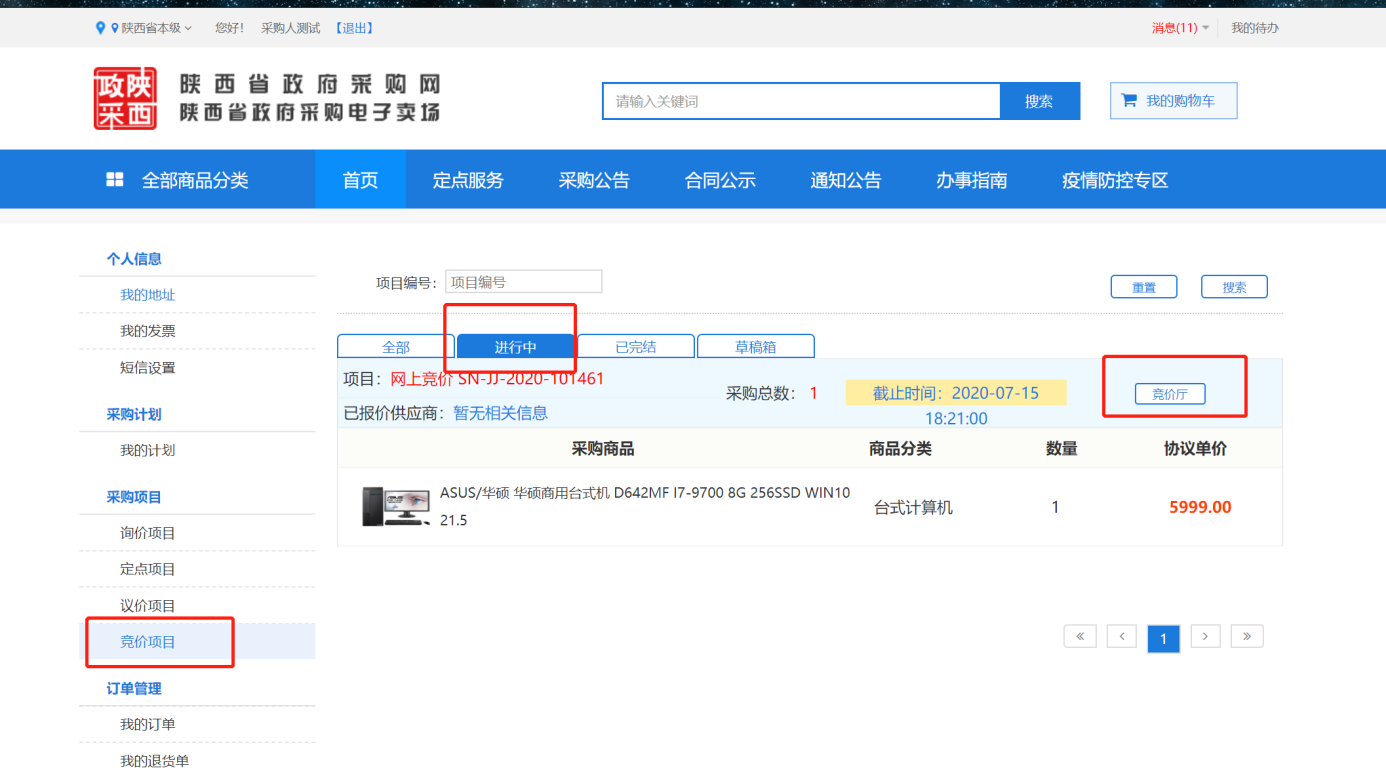 陕西省本级 您好! 采购人测试 【退出】 消息(11) 我的待办
政陕
采西
陕西省政府采购网
陕西省政府采购电子卖场
请输入关键词 搜索 我的购物车
全部商品分类 首页 定点服务 采购公告 合同公示 通知公告 办事指南 疫情防控专区
个人信息
我的地址
我的发票
短信设置
采购计划
我的计划
采购项目
询价项目
定点项目
议价项目
竞价项目
订单管理
我的订单
我的退货单
项目编号: 项目编号 重置 搜索
全部 进行中 已完结 草稿箱
项目: 网上竞价 SN-JJ-2020-101461
已报价供应商: 暂无相关信息
采购总数: 1
截止时间: 2020-07-15
18:21:00
竞价厅
采购商品 商品分类 数量 协议单价
ASUS/华硕 华硕商用台式机 D642MF I7-9700 8G 256SSD WIN10
21.5
台式计算机 1 5999.00
« ‹ 1 › »